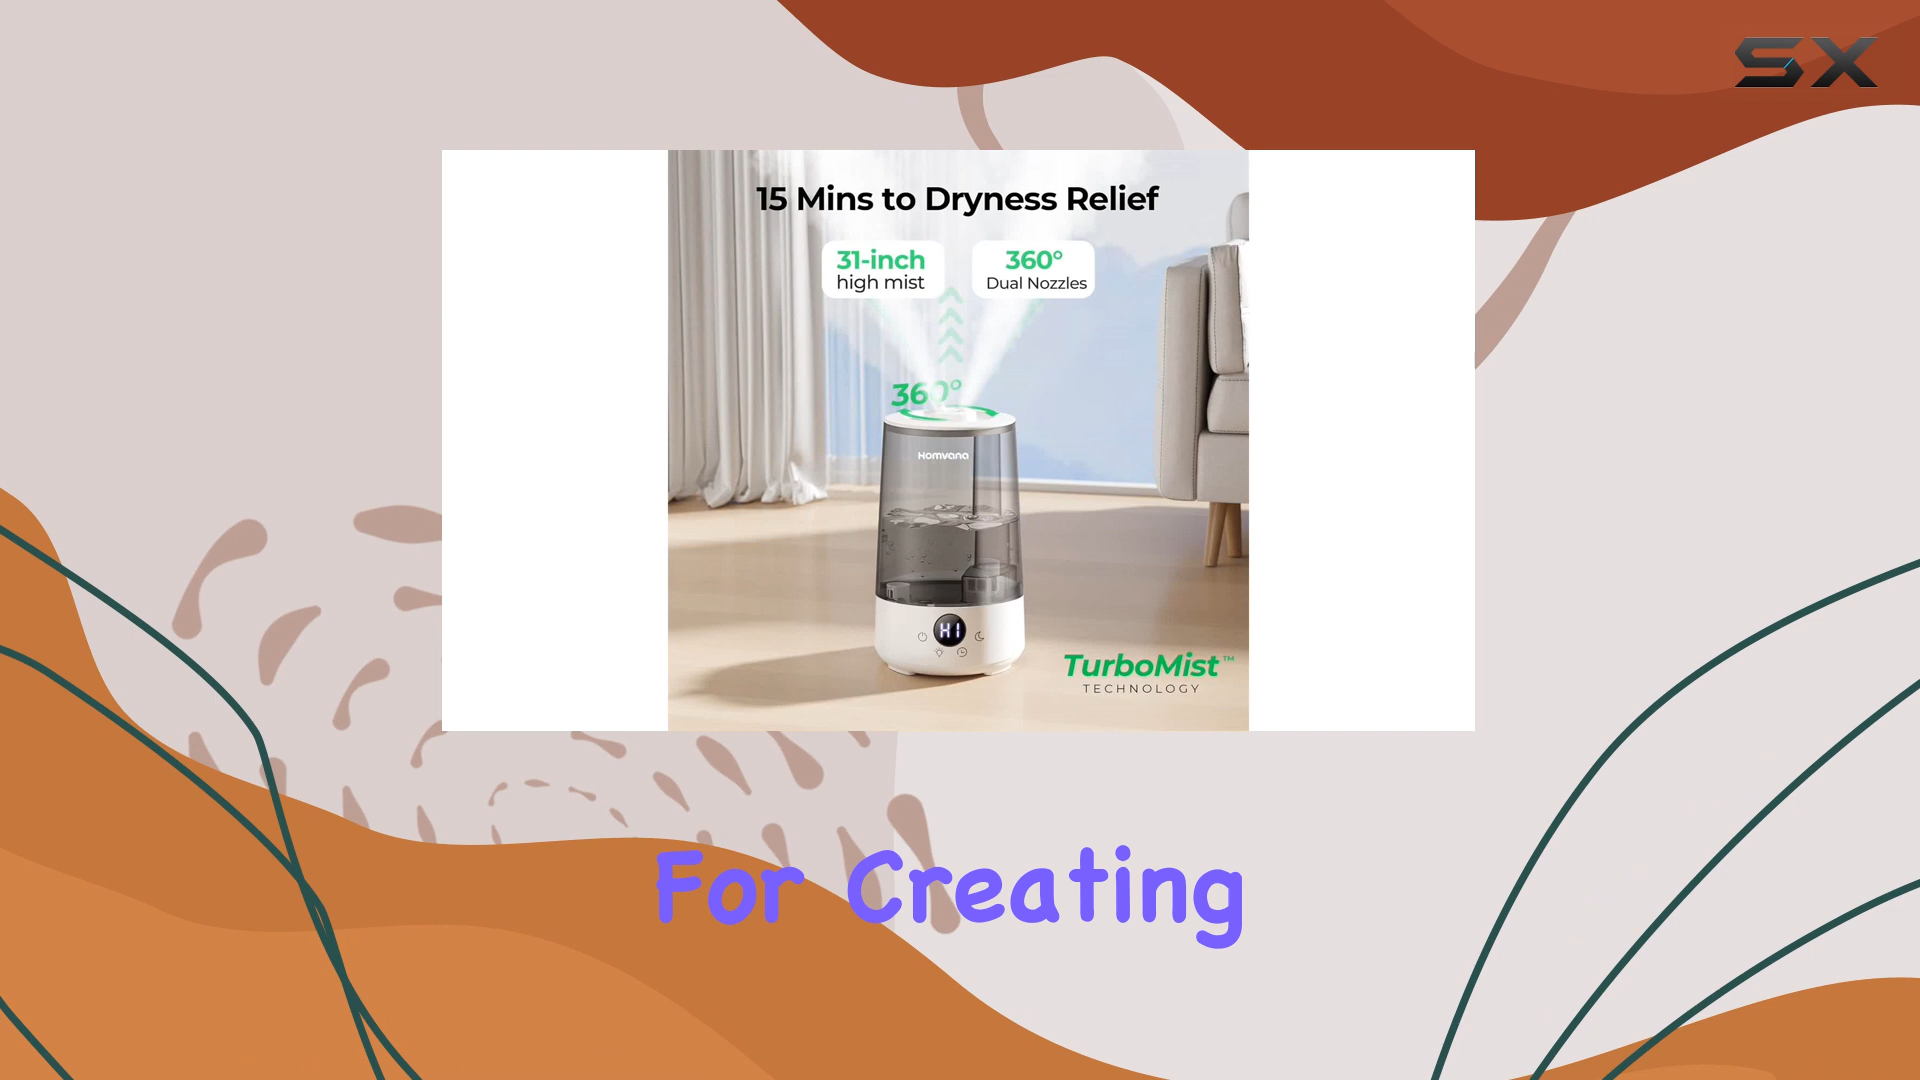 SX
15 Mins to Dryness Relief
31-inch
high mist
360°
Dual Nozzles
360°
Homvana
HI
TurboMist™
TECHNOLOGY
For Creating